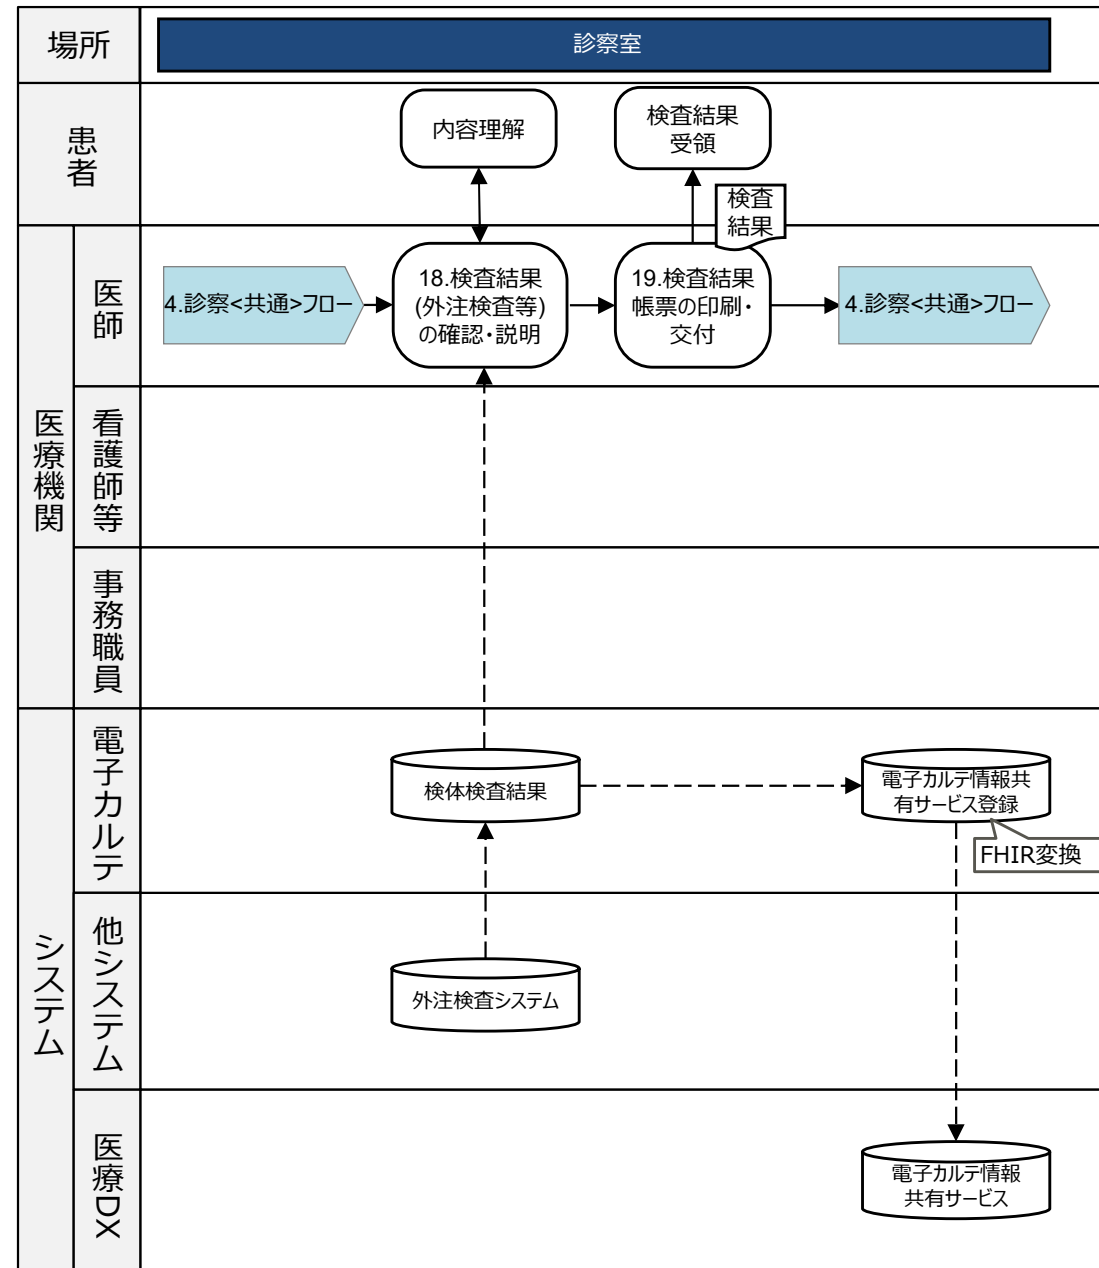 場所
診察室
患者
内容理解
検査結果
受領
検査
結果
医療機関
医師
4.診察<共通>フロー
18.検査結果
(外注検査等)
の確認・説明
19.検査結果
帳票の印刷・
交付
4.診察<共通>フロー
看護師等
事務職員
システム
電子カルテ
検体検査結果
電子カルテ情報共
有サービス登録
FHIR変換
他システム
外注検査システム
医療DX
電子カルテ情報
共有サービス